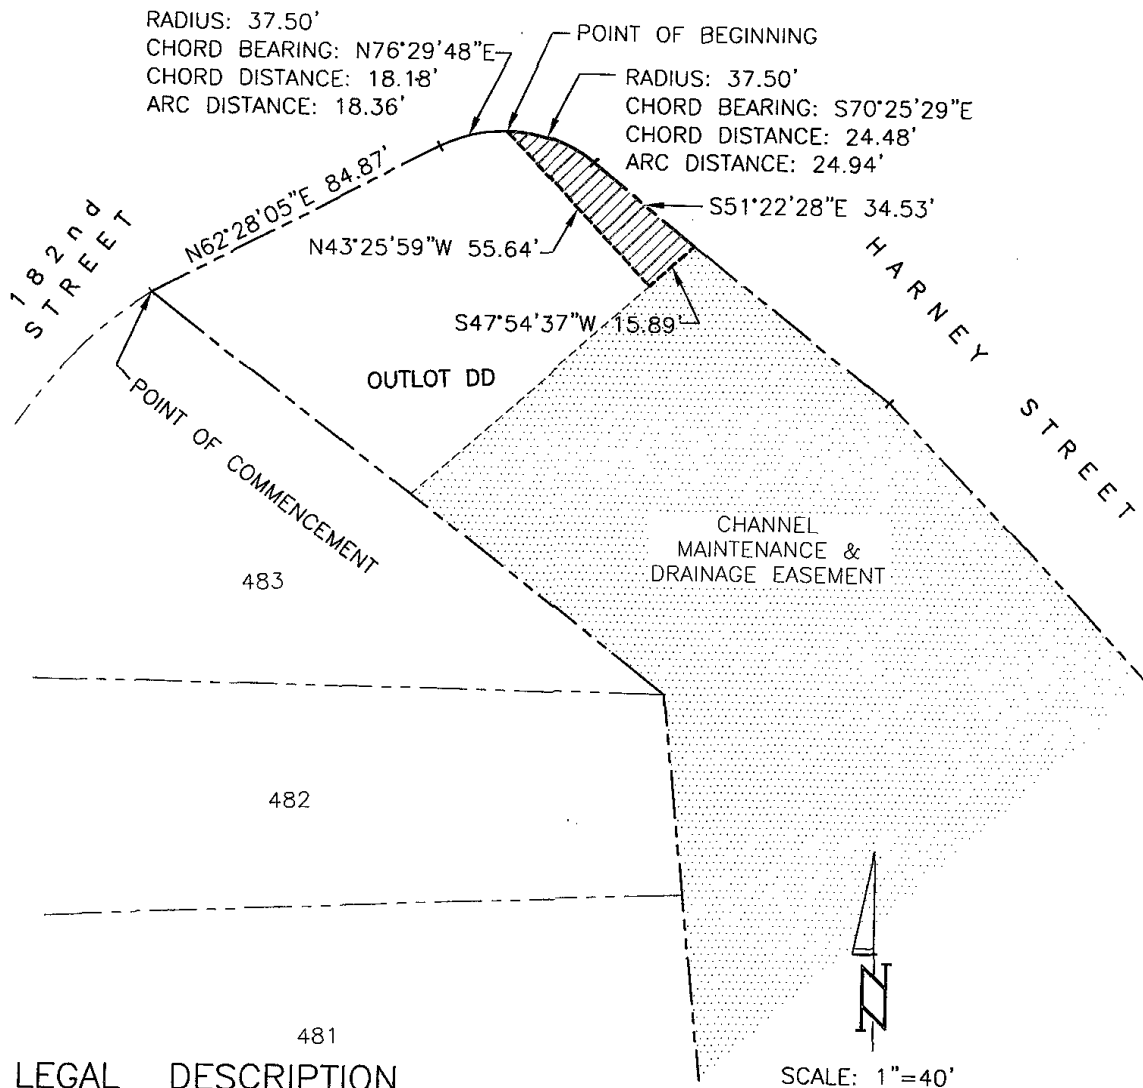 RADIUS: 37.50'
CHORD BEARING: N76°29'48"E
CHORD DISTANCE: 18.18'
ARC DISTANCE: 18.36'
POINT OF BEGINNING
RADIUS: 37.50'
CHORD BEARING: S70°25'29"E
CHORD DISTANCE: 24.48'
ARC DISTANCE: 24.94'
S51°22'28"E 34.53'
N62°28'05"E 84.87'
182nd
STREET
N43°25'59"W 55.64'
HARNEY STREET
S47°54'37"W 15.89'
OUTLOT DD
POINT OF COMMENCEMENT
CHANNEL
MAINTENANCE &
DRAINAGE EASEMENT
483
482
481
N
LEGAL DESCRIPTION
SCALE: 1"=40'